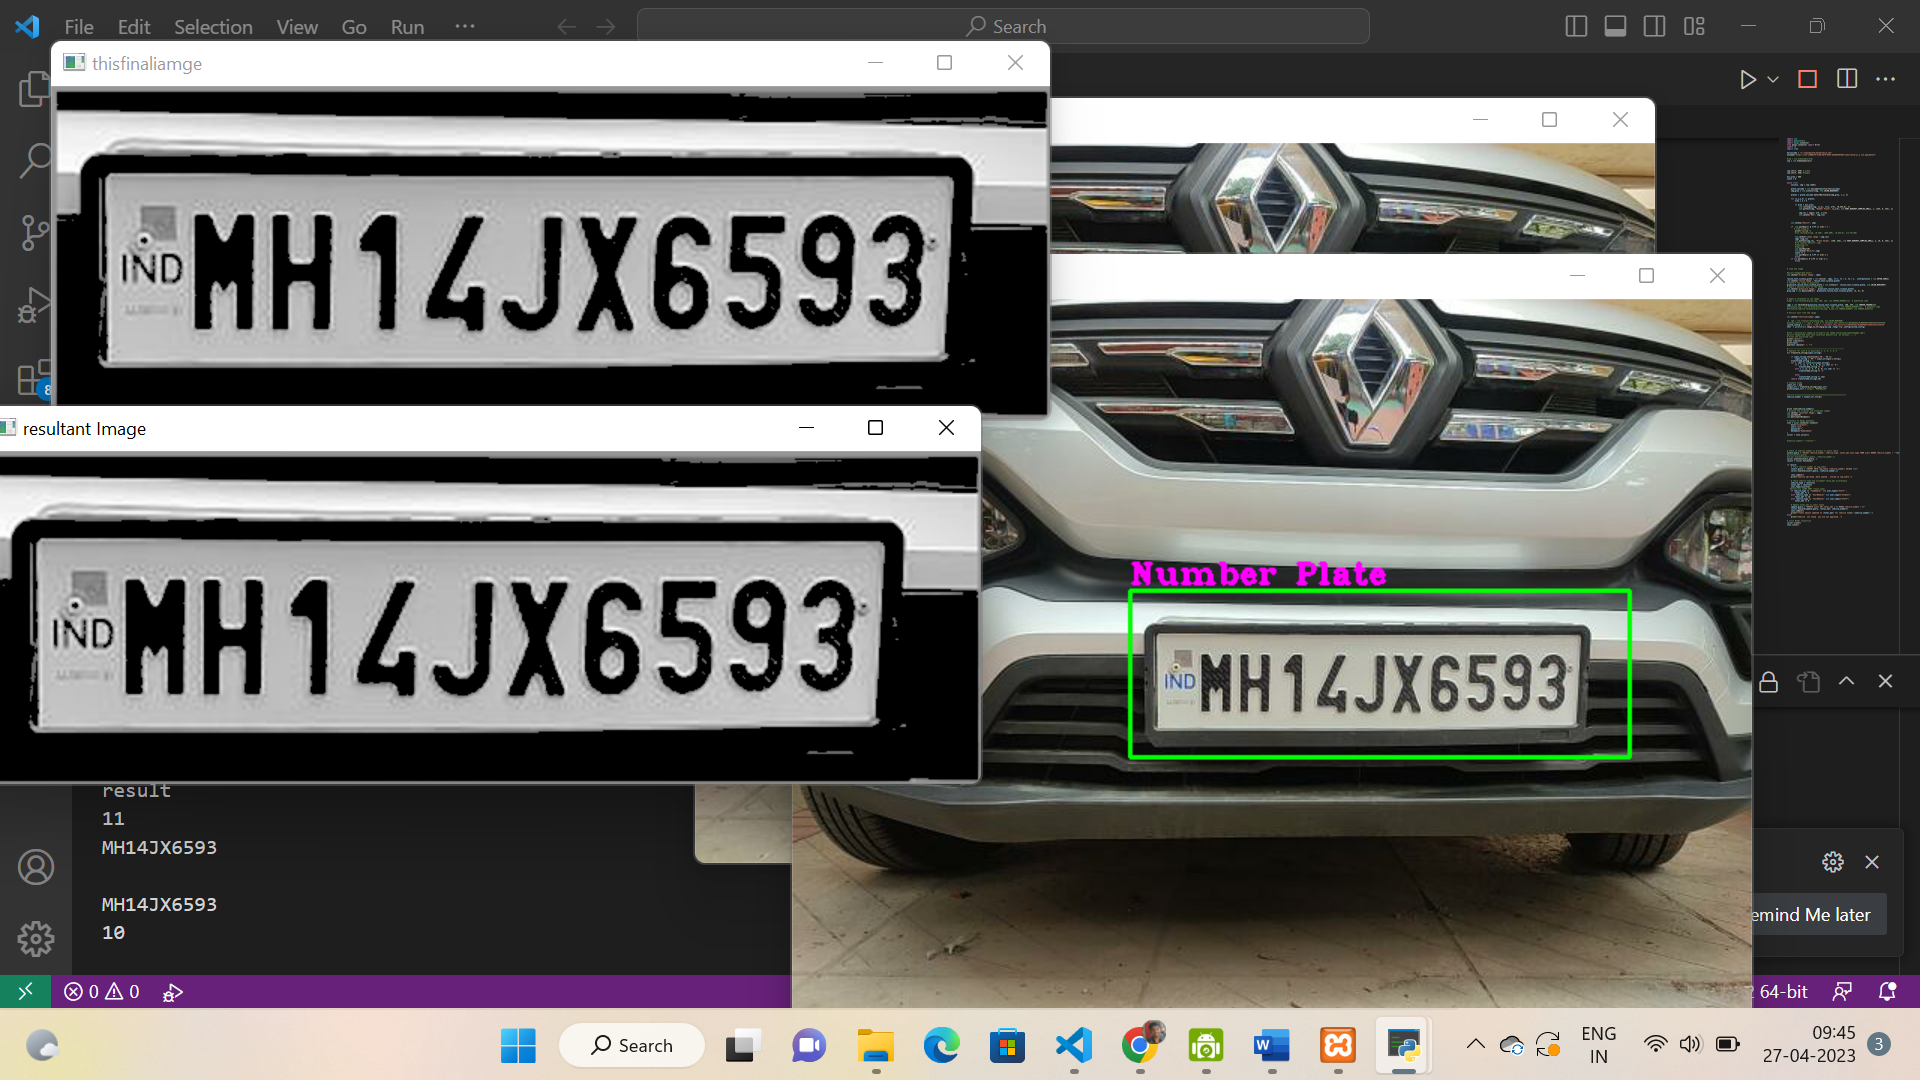 File Edit Selection View Go Run ...
Search
thisfinaliamge
IND
MH14JX6593
resultant Image
IND
MH14JX6593
Number Plate
IND
MH14JX6593
8
result
11
MH14JX6593
MH14JX6593
10
emind Me later
0 0
64-bit
Search
ENG
IN
09:45
27-04-2023
3